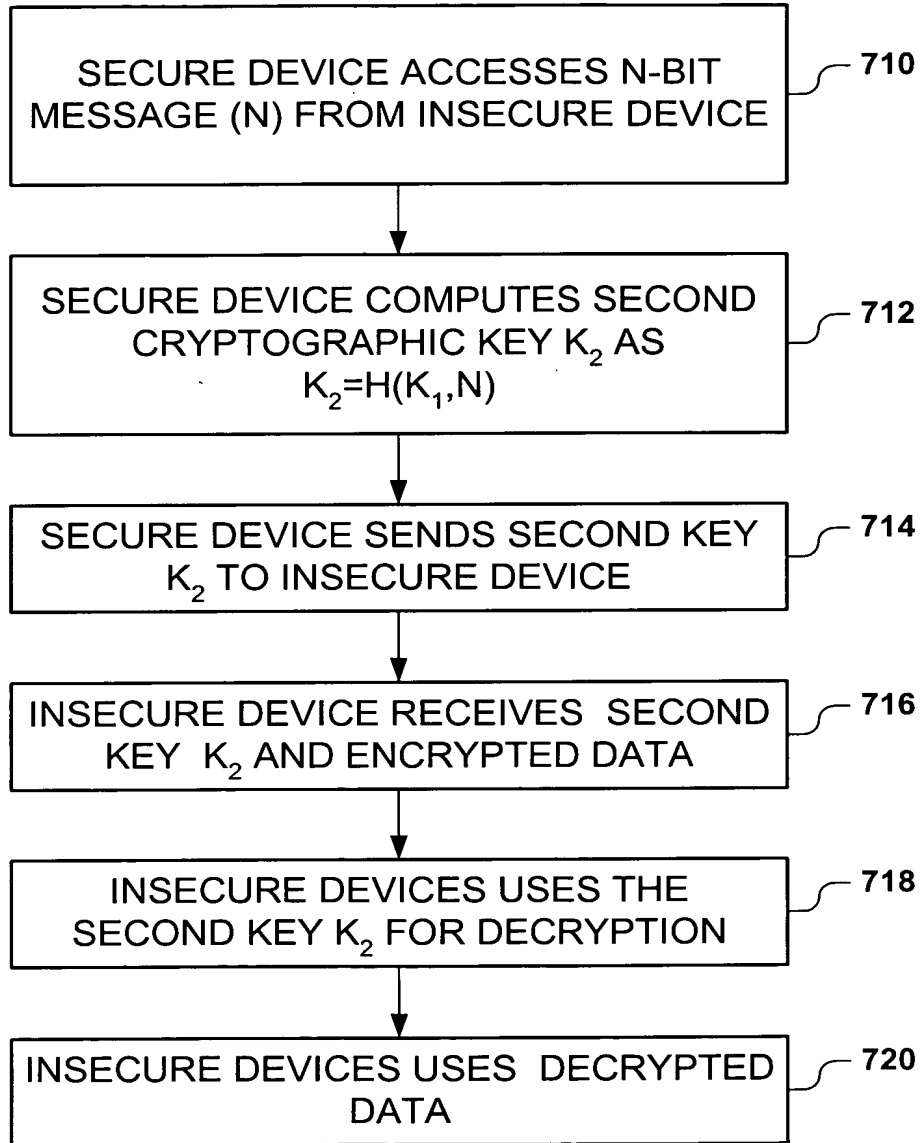 SECURE DEVICE ACCESSES N-BIT
MESSAGE (N) FROM INSECURE DEVICE
710
SECURE DEVICE COMPUTES SECOND
CRYPTOGRAPHIC KEY K₂ AS
K₂=H(K₁,N)
712
SECURE DEVICE SENDS SECOND KEY
K₂ TO INSECURE DEVICE
714
INSECURE DEVICE RECEIVES SECOND
KEY K₂ AND ENCRYPTED DATA
716
INSECURE DEVICES USES THE
SECOND KEY K₂ FOR DECRYPTION
718
INSECURE DEVICES USES DECRYPTED
DATA
720